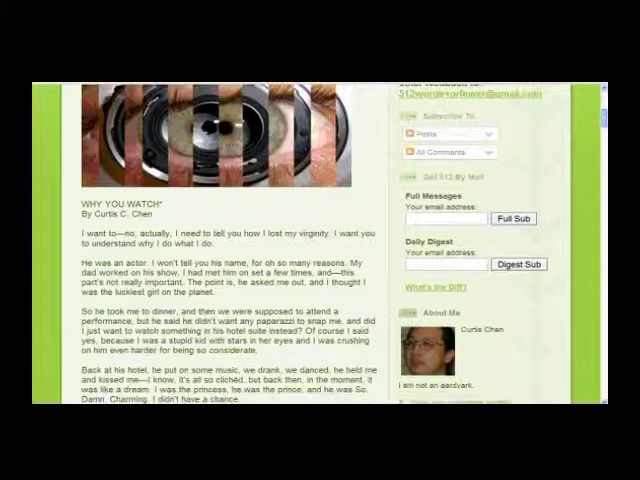 512wordsorfewer@gmail.com
Subscribe To
Posts
All Comments
Get 512 By Mail
Full Messages
Your email address:
Full Sub
Daily Digest
Your email address:
Digest Sub
What's the Diff?
About Me
Curtis Chen
I am not an aardvark.
WHY YOU WATCH*
By Curtis C. Chen
I want to—no, actually, I need to tell you how I lost my virginity. I want you
to understand why I do what I do.
He was an actor. I won't tell you his name, for oh so many reasons. My
dad worked on his show, I had met him on set a few times, and—this
part's not really important. The point is, he asked me out, and I thought I
was the luckiest girl on the planet.
So he took me to dinner, and then we were supposed to attend a
performance, but he said he didn't want any paparazzi to snap me, and did
I just want to watch something in his hotel suite instead? Of course I said
yes, because I was a stupid kid with stars in her eyes and I was crushing
on him even harder for being so considerate.
Back at his hotel, he put on some music, we drank, we danced, he held me
and kissed me—I know, it's all so clichéd, but back then, in the moment, it
was like a dream. I was the princess, he was the prince, and he was So.
Damn. Charming. I didn't have a chance.